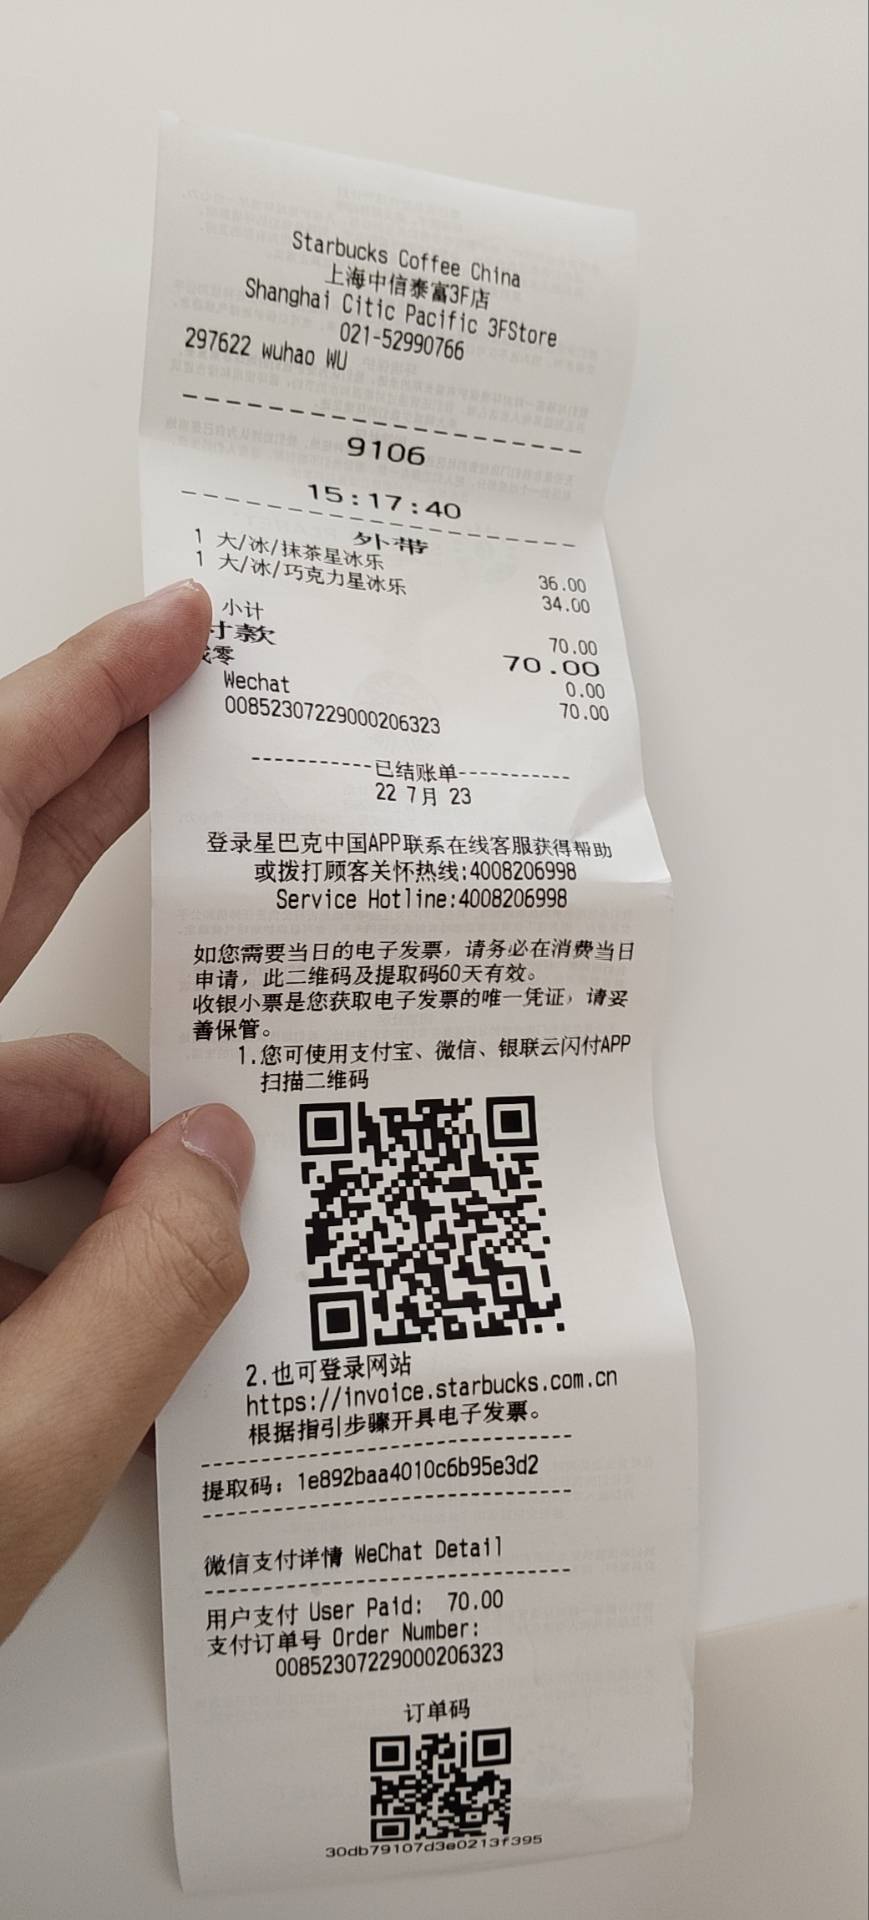 Starbucks Coffee China
上海中信泰富3F店
Shanghai Citic Pacific 3FStore
021-52990766
297622 wuhao WU
9106
15:17:40
外带
1 大/冰/抹茶星冰乐 36.00
1 大/冰/巧克力星冰乐 34.00
小计 70.00
付款 70.00
找零 0.00
Wechat 70.00
00852307229000206323
-----------已结账单-----------
22 7月 23
登录星巴克中国APP联系在线客服获得帮助
或拨打顾客关怀热线:4008206998
Service Hotline:4008206998
如您需要当日的电子发票，请务必在消费当日
申请，此二维码及提取码60天有效。
收银小票是您获取电子发票的唯一凭证，请妥
善保管。
1.您可使用支付宝、微信、银联云闪付APP
扫描二维码
2.也可登录网站
https://invoice.starbucks.com.cn
根据指引步骤开具电子发票。
提取码：1e892baa4010c6b95e3d2
微信支付详情 WeChat Detail
用户支付 User Paid: 70.00
支付订单号 Order Number:
00852307229000206323
订单码
30db79107d3e0213f395